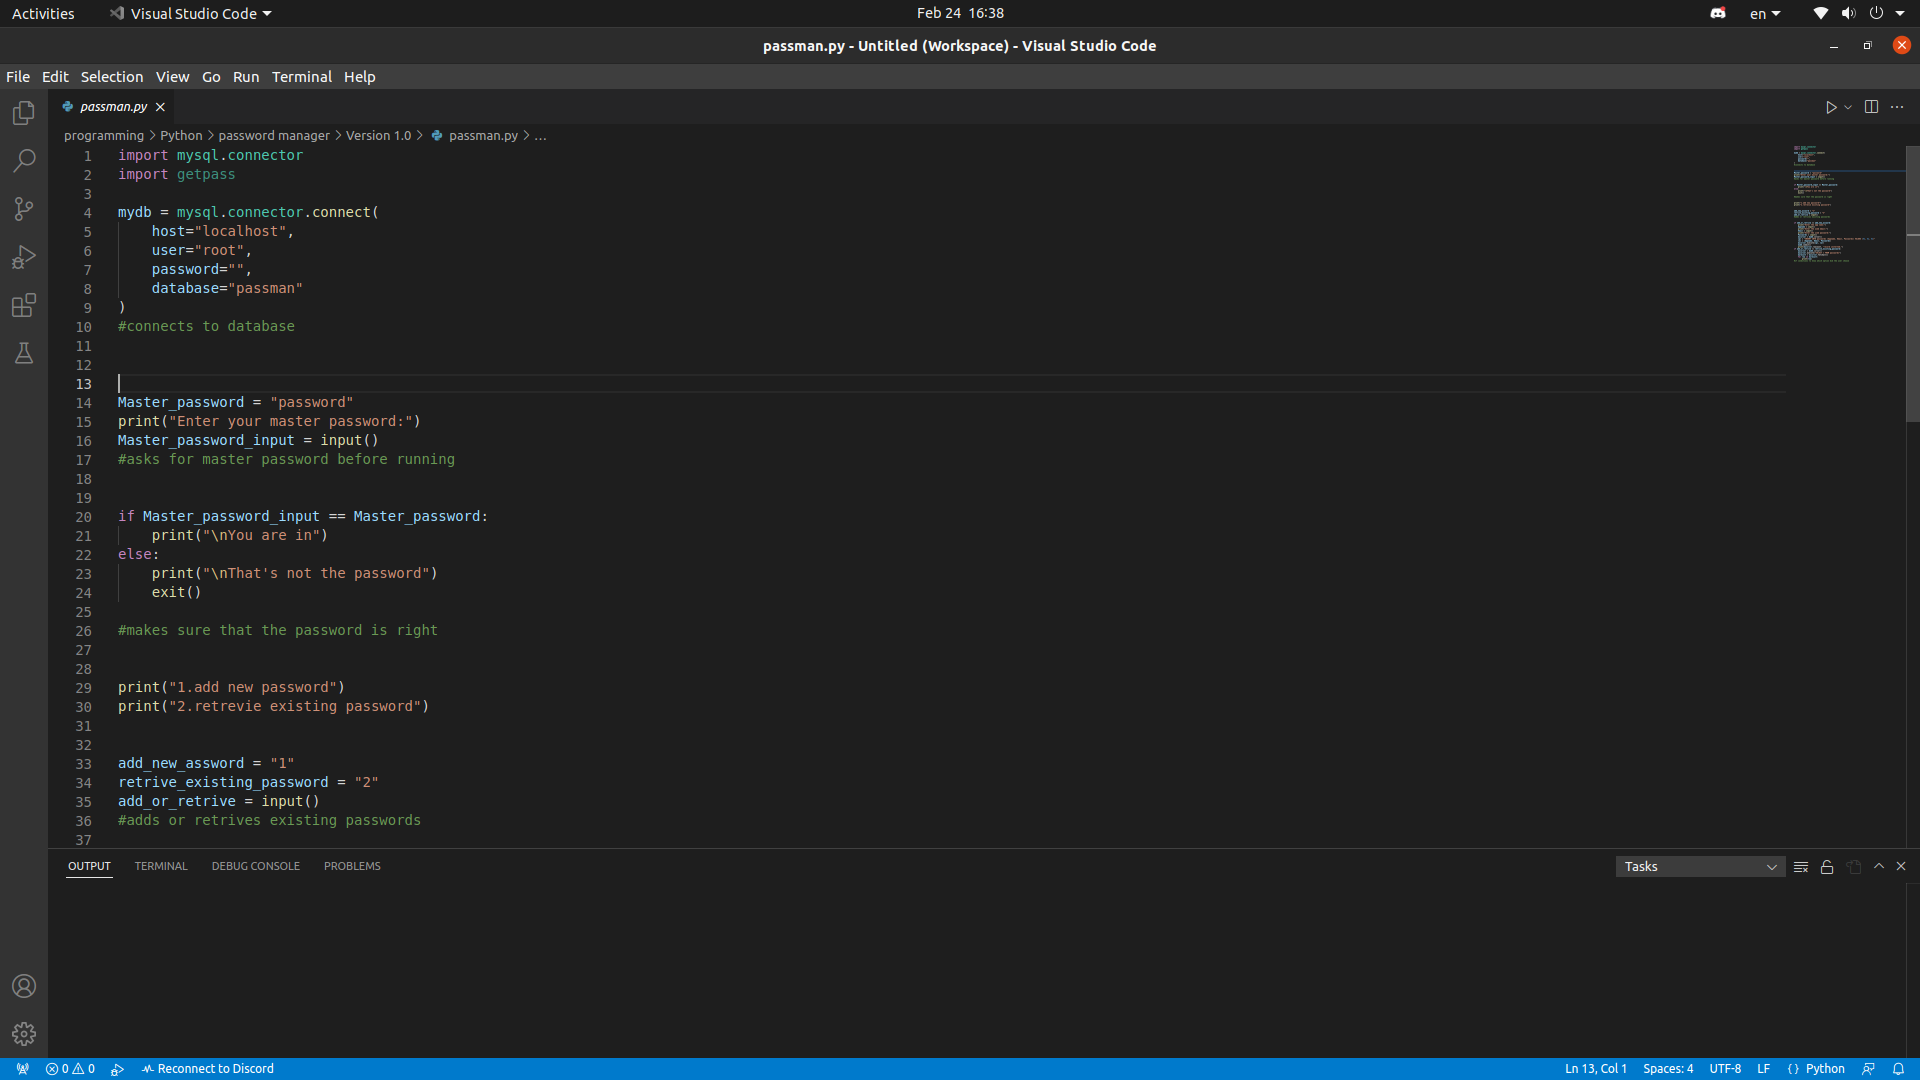 Activities Visual Studio Code Feb 24 16:38 en
passman.py - Untitled (Workspace) - Visual Studio Code
File Edit Selection View Go Run Terminal Help
passman.py
programming > Python > password manager > Version 1.0 > passman.py > ...
1 import mysql.connector
2 import getpass
3
4 mydb = mysql.connector.connect(
5 host="localhost",
6 user="root",
7 password="",
8 database="passman"
9 )
10 #connects to database
11
12
13
14 Master_password = "password"
15 print("Enter your master password:")
16 Master_password_input = input()
17 #asks for master password before running
18
19
20 if Master_password_input == Master_password:
21 print("\nYou are in")
22 else:
23 print("\nThat's not the password")
24 exit()
25
26 #makes sure that the password is right
27
28
29 print("1.add new password")
30 print("2.retrevie existing password")
31
32
33 add_new_assword = "1"
34 retrive_existing_password = "2"
35 add_or_retrive = input()
36 #adds or retrives existing passwords
37
OUTPUT TERMINAL DEBUG CONSOLE PROBLEMS Tasks
0 0 Reconnect to Discord Ln 13, Col 1 Spaces: 4 UTF-8 LF {} Python